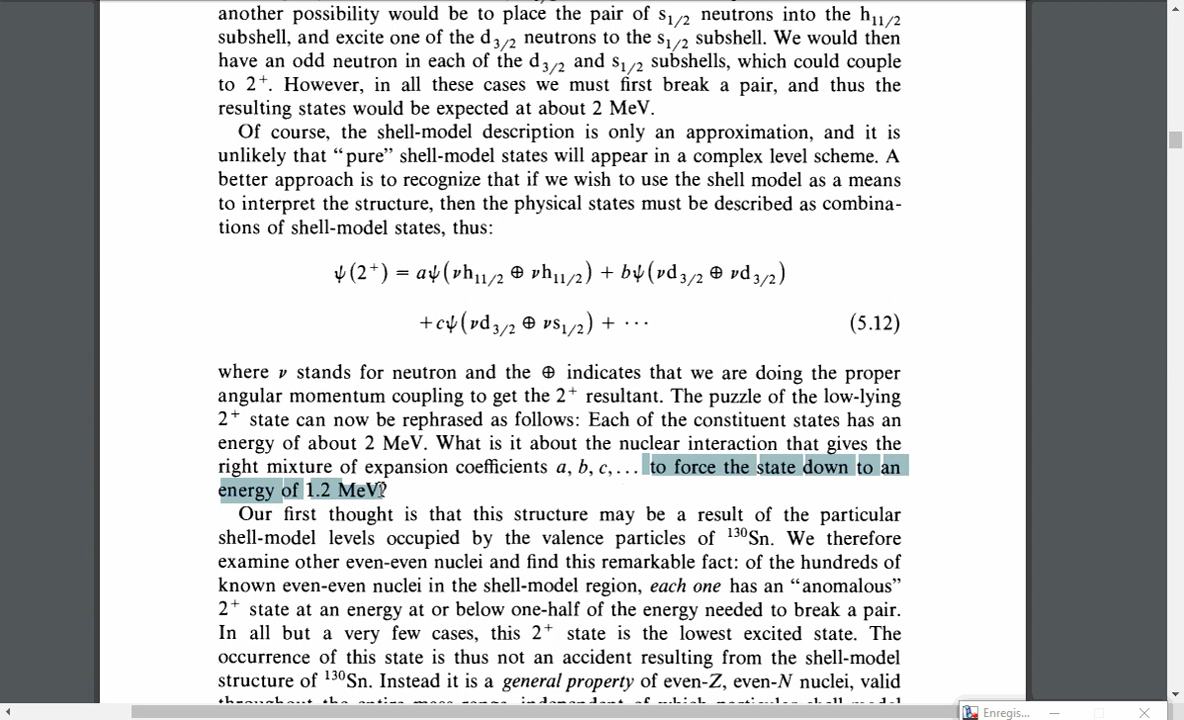 another possibility would be to place the pair of s1/2 neutrons into the h11/2
subshell, and excite one of the d3/2 neutrons to the s1/2 subshell. We would then
have an odd neutron in each of the d3/2 and s1/2 subshells, which could couple
to 2+. However, in all these cases we must first break a pair, and thus the
resulting states would be expected at about 2 MeV.
Of course, the shell-model description is only an approximation, and it is
unlikely that “pure” shell-model states will appear in a complex level scheme. A
better approach is to recognize that if we wish to use the shell model as a means
to interpret the structure, then the physical states must be described as combina-
tions of shell-model states, thus:
ψ(2+) = aψ(νh11/2 ⊕ νh11/2) + bψ(νd3/2 ⊕ νd3/2)
+cψ(νd3/2 ⊕ νs1/2) + ··· (5.12)
where ν stands for neutron and the ⊕ indicates that we are doing the proper
angular momentum coupling to get the 2+ resultant. The puzzle of the low-lying
2+ state can now be rephrased as follows: Each of the constituent states has an
energy of about 2 MeV. What is it about the nuclear interaction that gives the
right mixture of expansion coefficients a, b, c,... to force the state down to an
energy of 1.2 MeV?
Our first thought is that this structure may be a result of the particular
shell-model levels occupied by the valence particles of 130Sn. We therefore
examine other even-even nuclei and find this remarkable fact: of the hundreds of
known even-even nuclei in the shell-model region, each one has an “anomalous”
2+ state at an energy at or below one-half of the energy needed to break a pair.
In all but a very few cases, this 2+ state is the lowest excited state. The
occurrence of this state is thus not an accident resulting from the shell-model
structure of 130Sn. Instead it is a general property of even-Z, even-N nuclei, valid
Enregis...